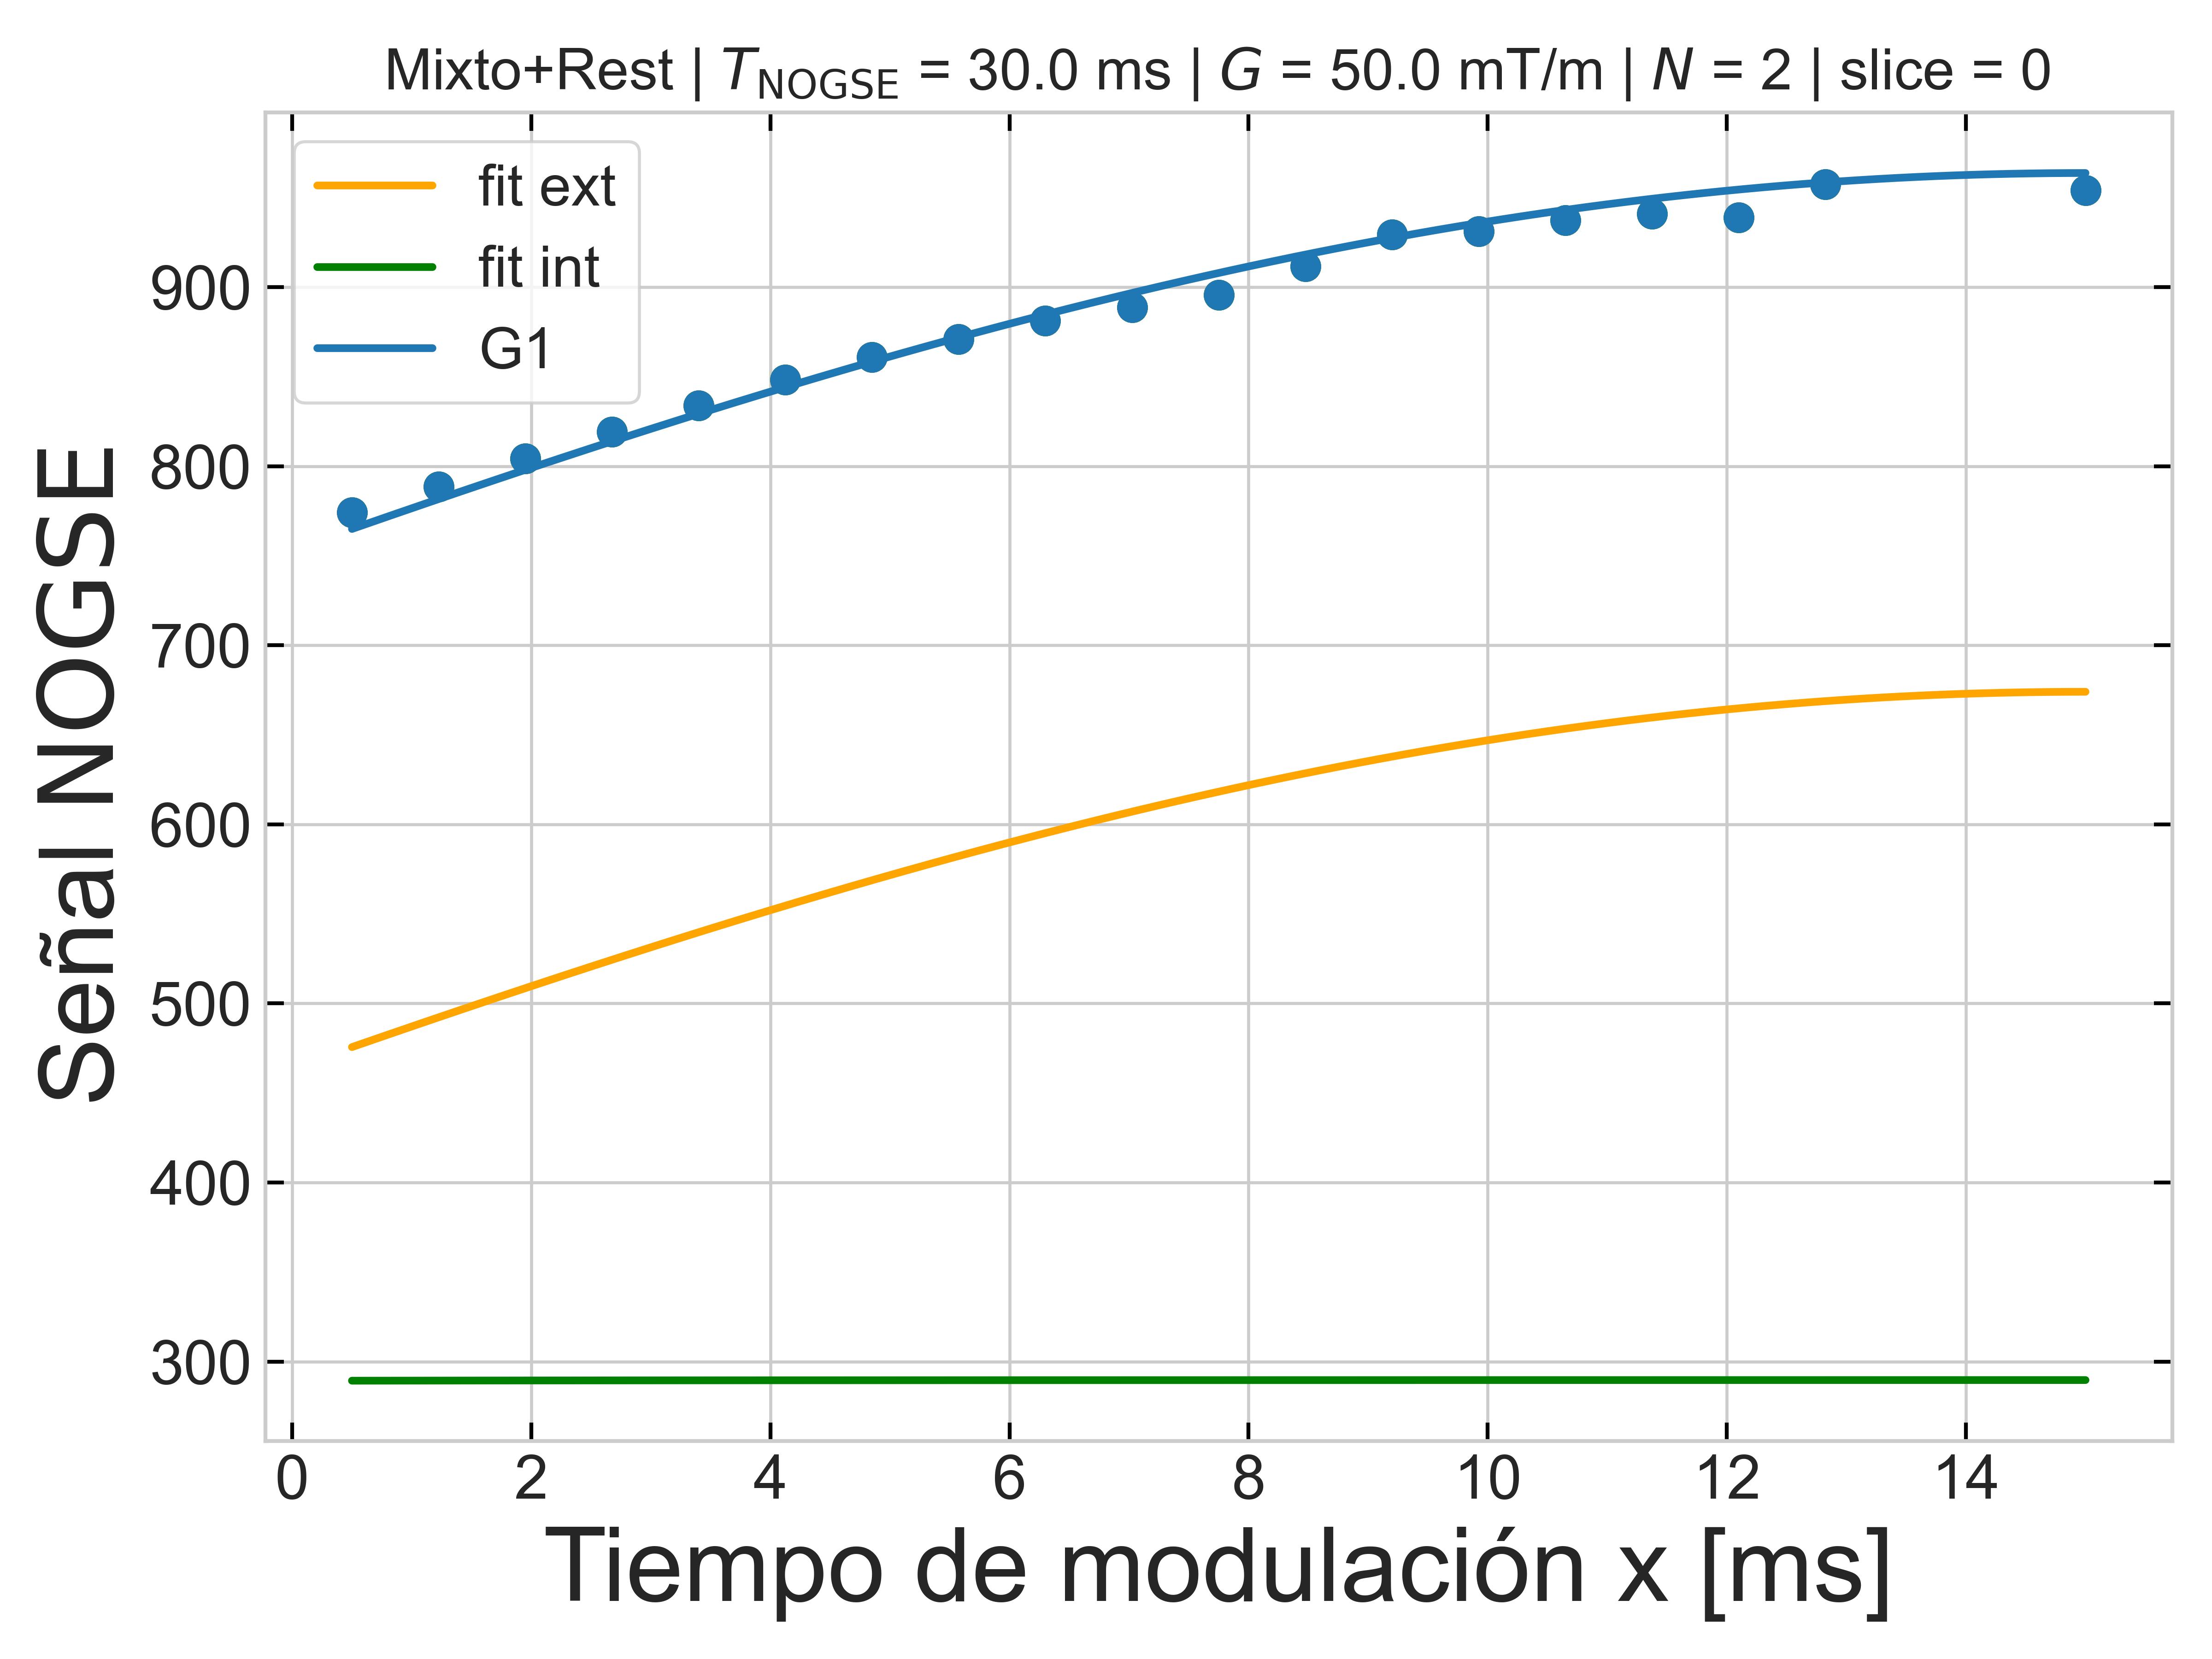 Mixto+Rest | T_NOGSE = 30.0 ms | G = 50.0 mT/m | N = 2 | slice = 0
fit ext
fit int
G1
Señal NOGSE
900
800
700
600
500
400
300
0 2 4 6 8 10 12 14
Tiempo de modulación x [ms]